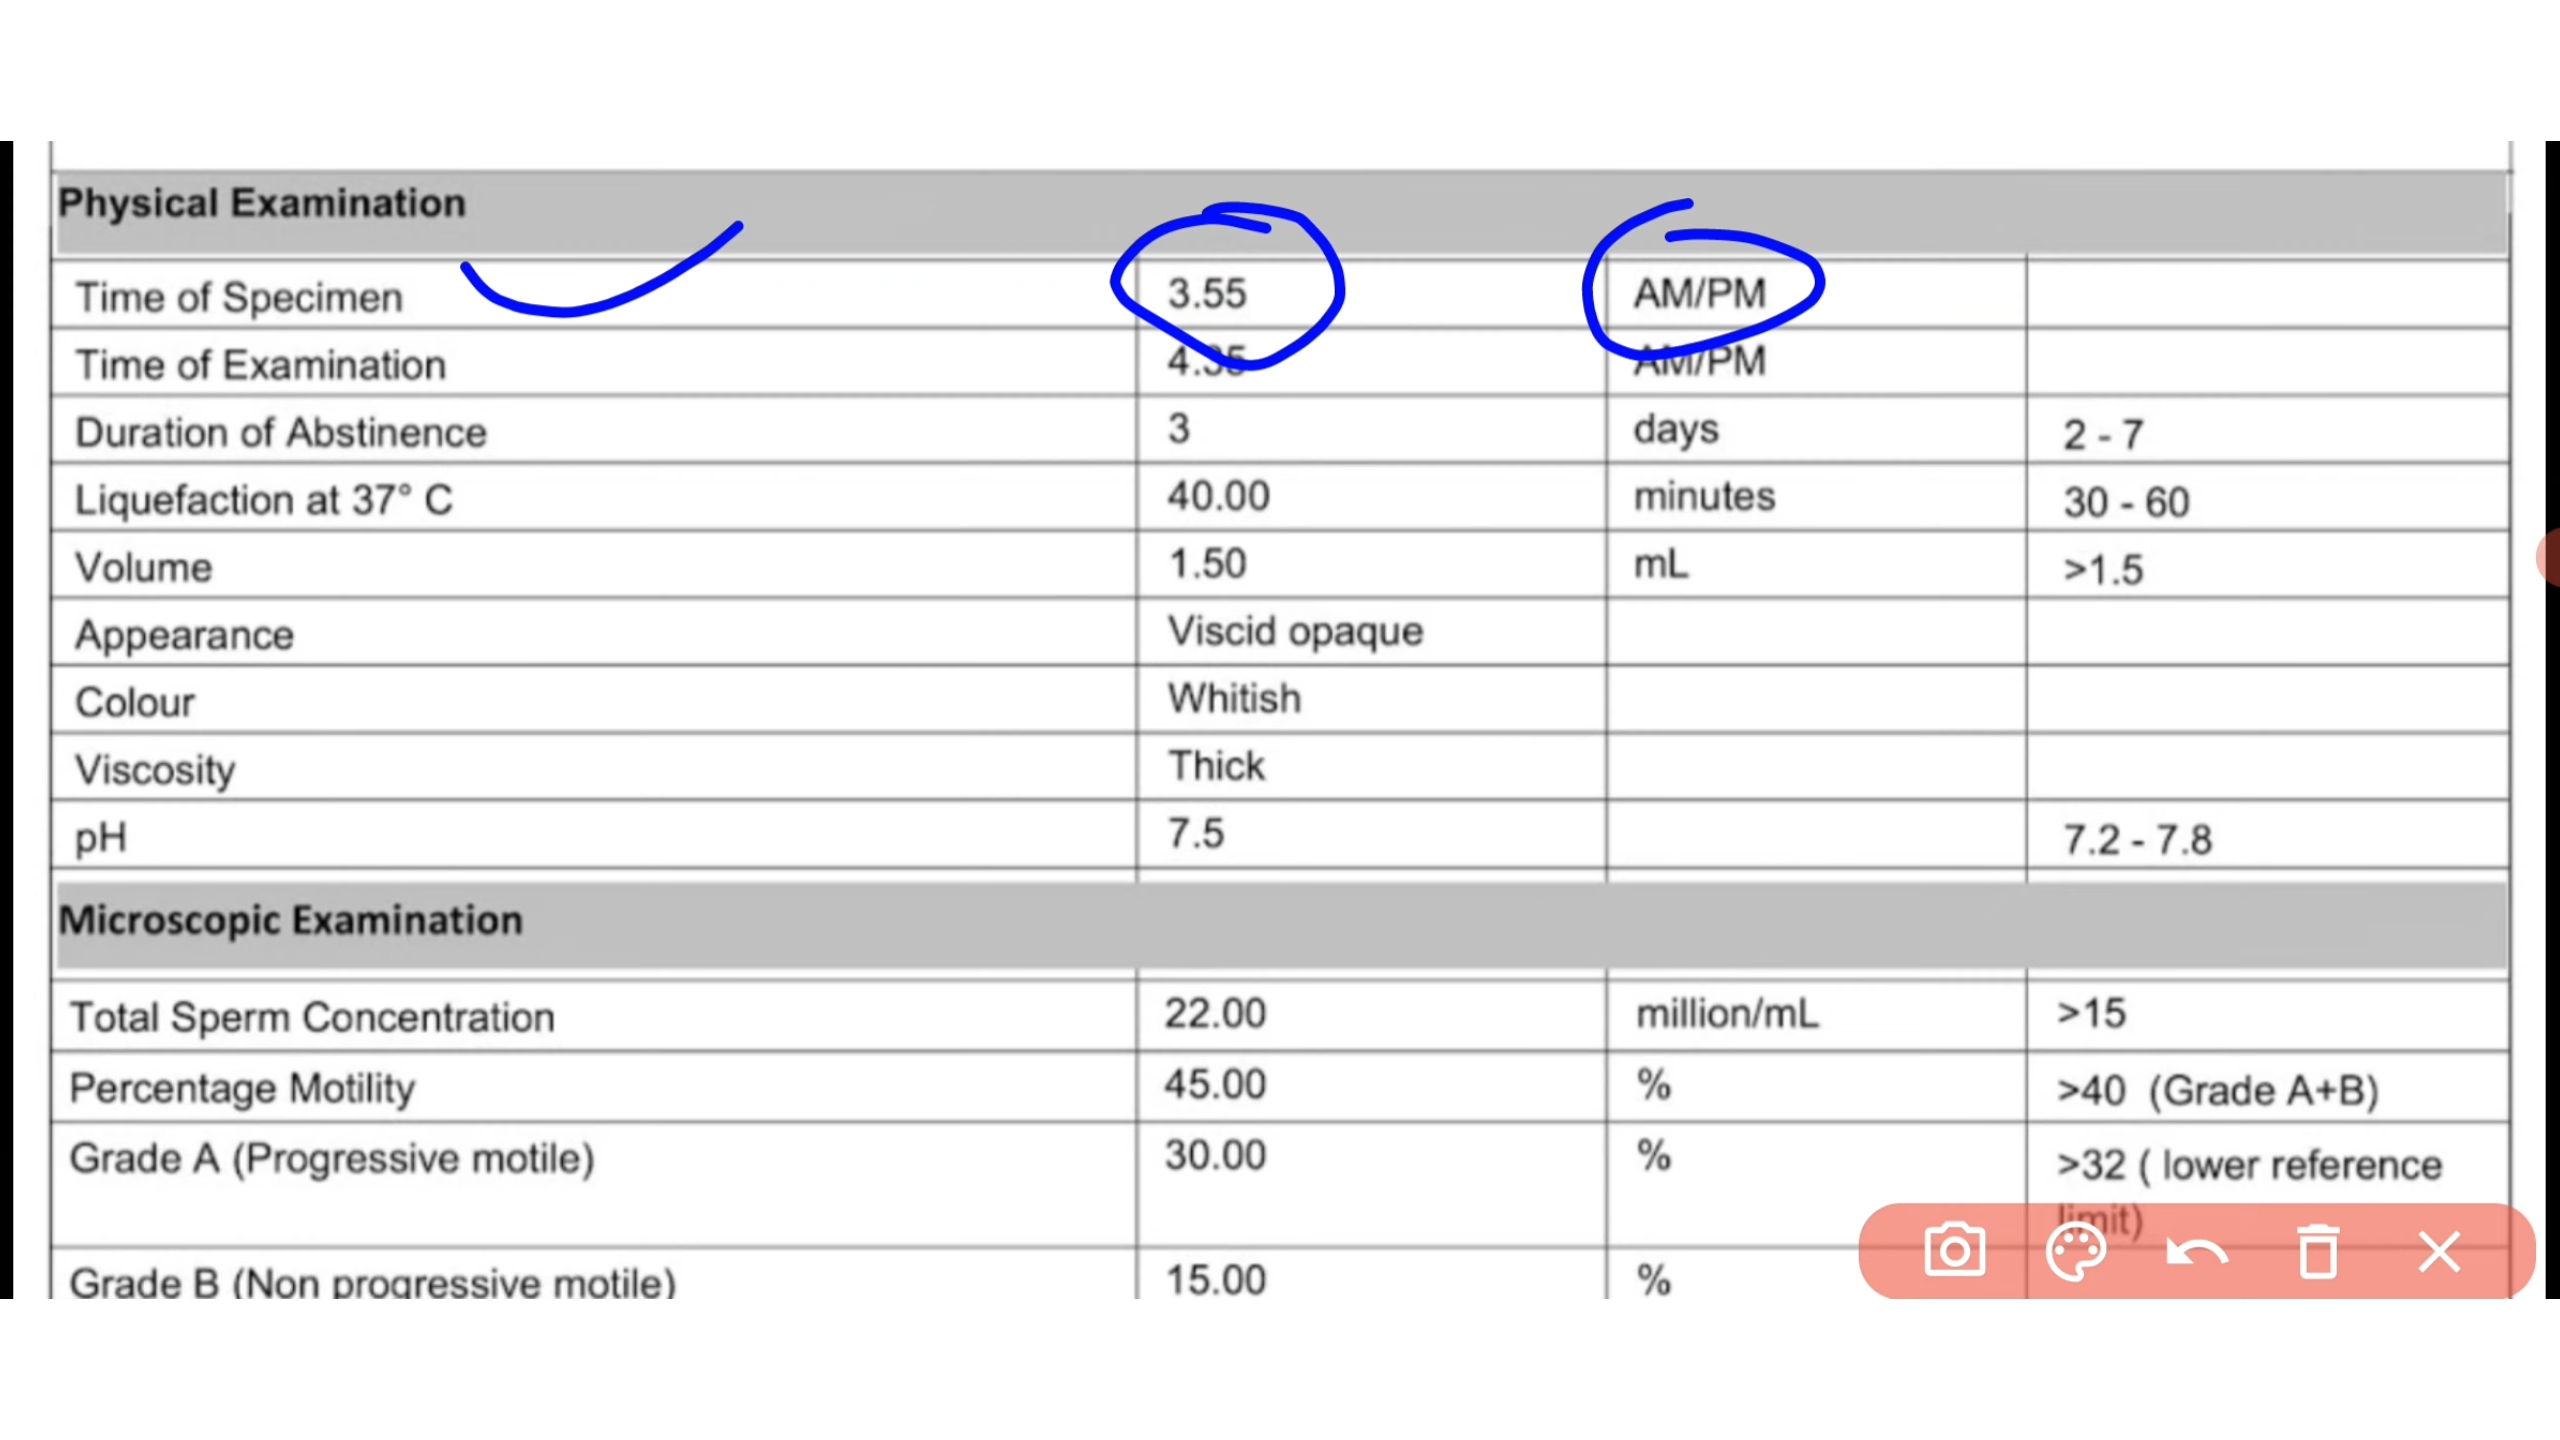 Physical Examination
Time of Specimen 3.55 AM/PM
Time of Examination 4.35 AM/PM
Duration of Abstinence 3 days 2 - 7
Liquefaction at 37° C 40.00 minutes 30 - 60
Volume 1.50 mL >1.5
Appearance Viscid opaque
Colour Whitish
Viscosity Thick
pH 7.5 7.2 - 7.8
Microscopic Examination
Total Sperm Concentration 22.00 million/mL >15
Percentage Motility 45.00 % >40 (Grade A+B)
Grade A (Progressive motile) 30.00 % >32 ( lower reference
limit)
Grade B (Non progressive motile) 15.00 %